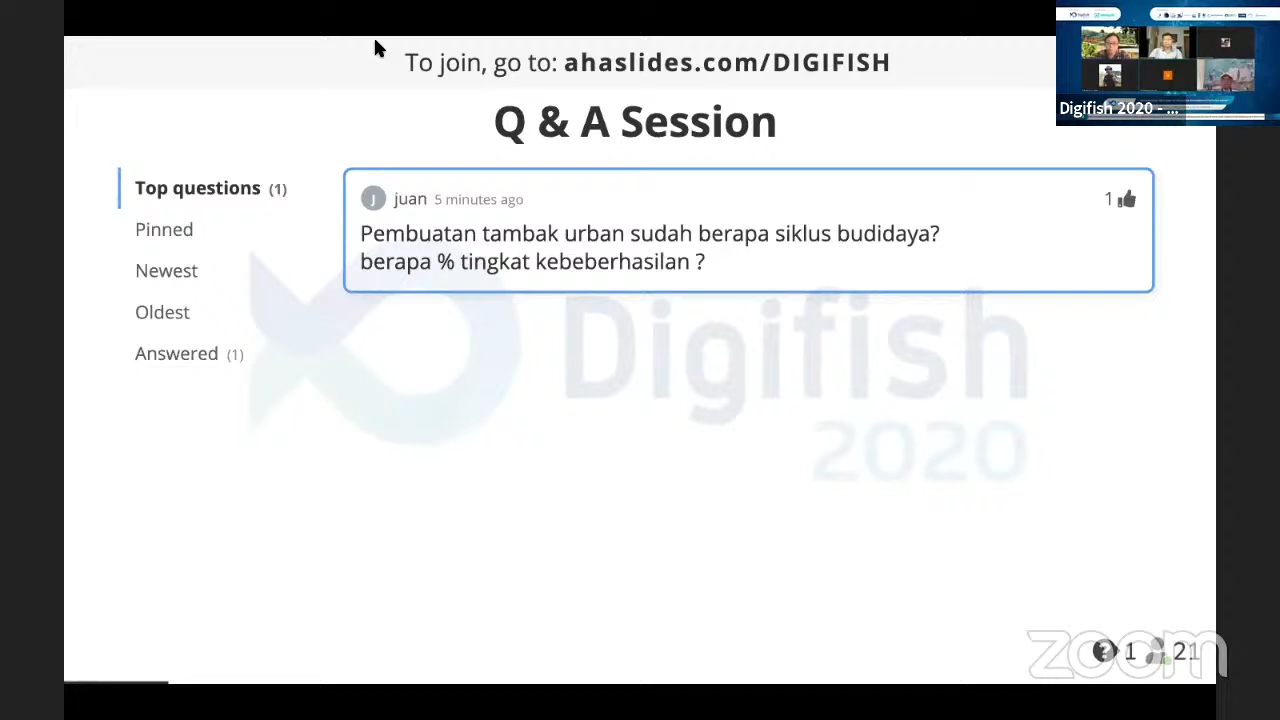 To join, go to: ahaslides.com/DIGIFISH
Q & A Session
Digifish 2020 - ...
Top questions (1)
Pinned
Newest
Oldest
Answered (1)
J juan 5 minutes ago
1
Pembuatan tambak urban sudah berapa siklus budidaya?
berapa % tingkat kebeberhasilan ?
Digifish
2020
zoom
? 1 21